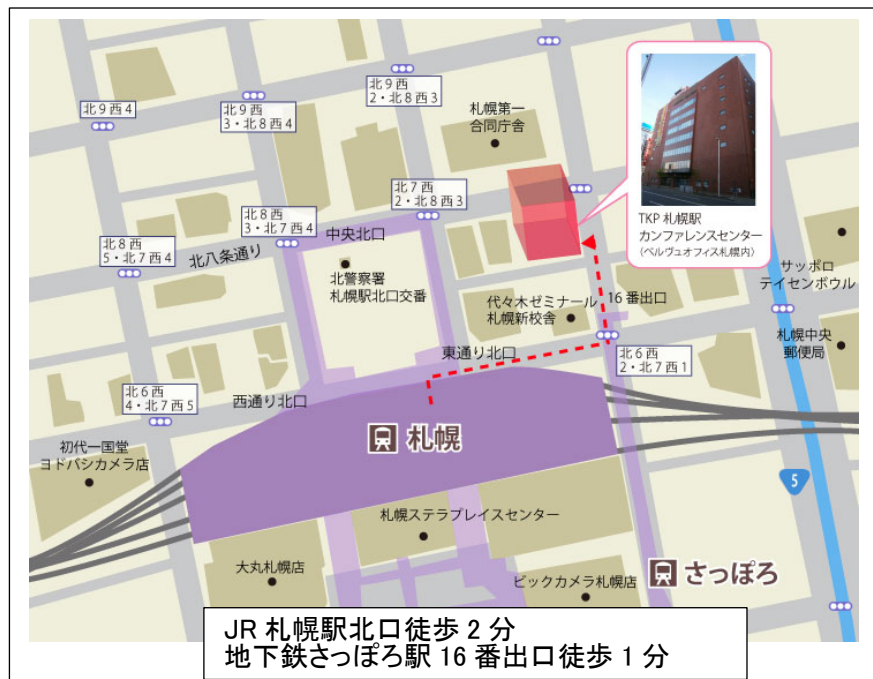 北9西4
北9西
3・北8西4
北9西
2・北8西3
札幌第一
合同庁舎
TKP 札幌駅
カンファレンスセンター
（ベルヴュオフィス札幌内）
北8西
5・北7西4
北八条通り
北8西
3・北7西4
中央北口
北7西
2・北8西3
北警察署
札幌駅北口交番
代々木ゼミナール
札幌新校舎
16番出口
サッポロ
テイセンボウル
札幌中央
郵便局
東通り北口
北6西
2・北7西1
北6西
4・北7西5
西通り北口
初代一国堂
ヨドバシカメラ店
札幌
5
札幌ステラプレイスセンター
大丸札幌店
ビックカメラ札幌店
さっぽろ
JR 札幌駅北口徒歩 2 分
地下鉄さっぽろ駅 16 番出口徒歩 1 分